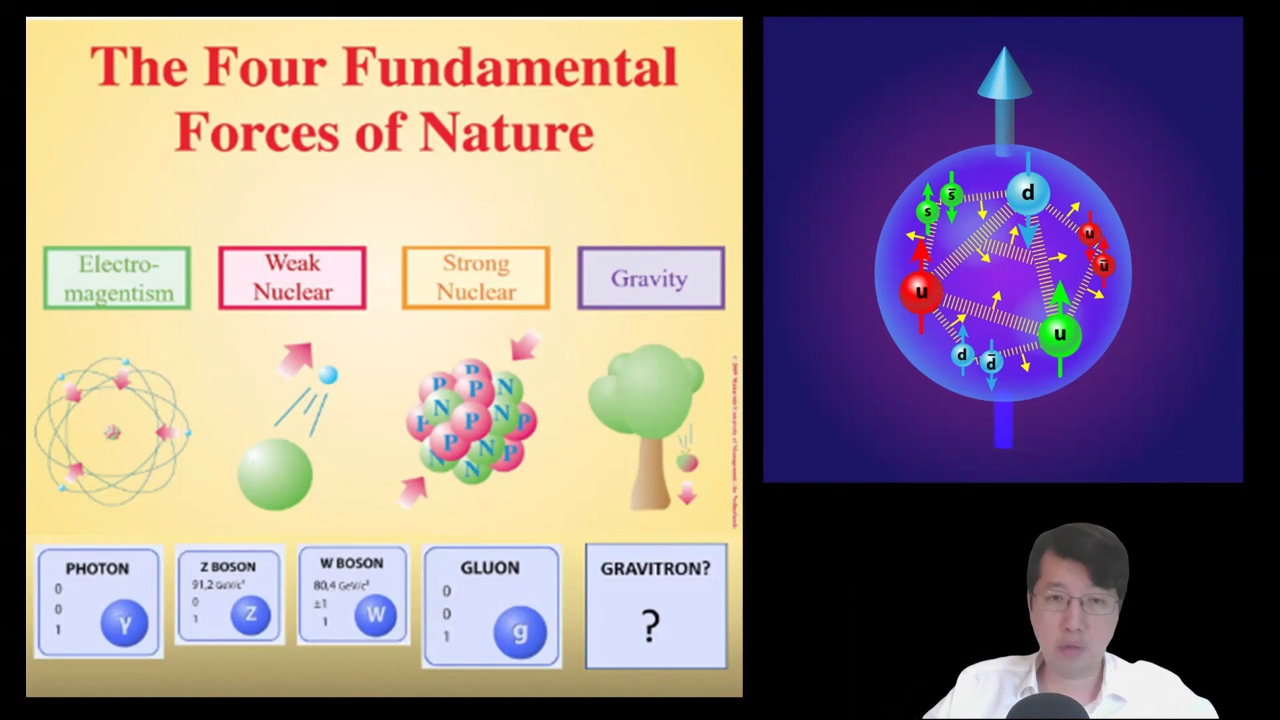 The Four Fundamental
Forces of Nature
Electro-
magentism
Weak
Nuclear
Strong
Nuclear
Gravity
P
P
P
N
N
N
P
P
P
P
N
N
P
N
N
PHOTON
0
0
1
γ
Z BOSON
91,2 GeV/c²
0
1
Z
W BOSON
80,4 GeV/c²
±1
1
W
GLUON
0
0
1
g
GRAVITRON?
?
s
s̄
d
u
ū
u
u
d
d̄